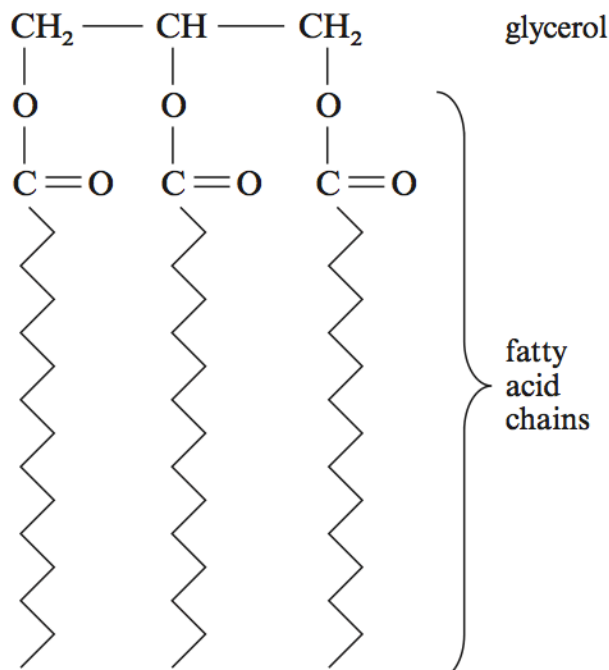 CH₂ CH CH₂ glycerol
O O O
C=O C=O C=O
fatty
acid
chains